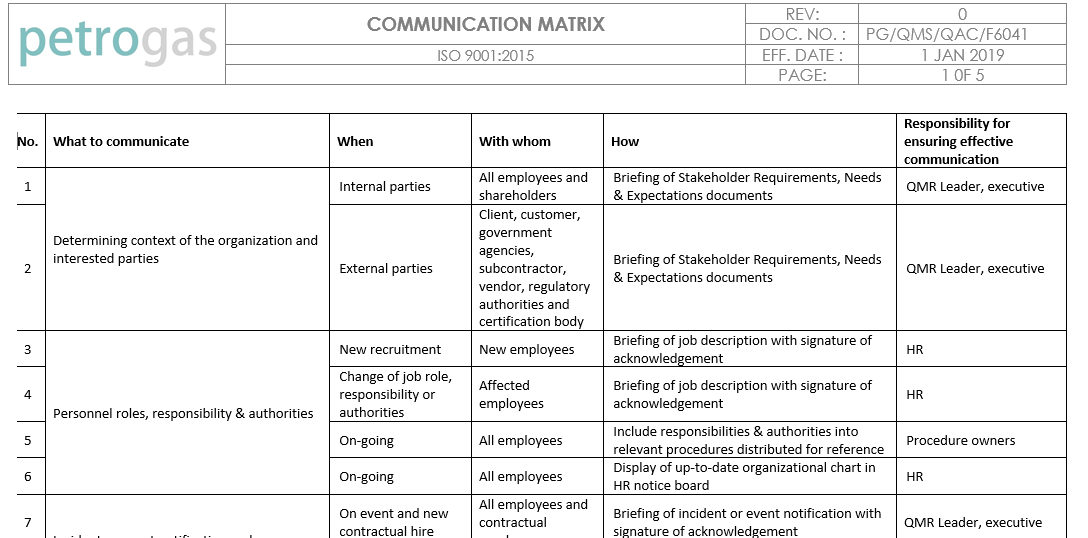 petrogas
COMMUNICATION MATRIX
ISO 9001:2015
REV: 0
DOC. NO. : PG/QMS/QAC/F6041
EFF. DATE : 1 JAN 2019
PAGE: 1 0F 5
No. What to communicate When With whom How Responsibility for
ensuring effective
communication
1 Internal parties All employees and
shareholders
Briefing of Stakeholder Requirements, Needs
& Expectations documents
QMR Leader, executive
Determining context of the organization and
interested parties
2 External parties Client, customer,
government
agencies,
subcontractor,
vendor, regulatory
authorities and
certification body
Briefing of Stakeholder Requirements, Needs
& Expectations documents
QMR Leader, executive
3 New recruitment New employees
Briefing of job description with signature of
acknowledgement
HR
Personnel roles, responsibility & authorities
4 Change of job role,
responsibility or
authorities
Affected
employees
Briefing of job description with signature of
acknowledgement
HR
5 On-going All employees
Include responsibilities & authorities into
relevant procedures distributed for reference
Procedure owners
6 On-going All employees
Display of up-to-date organizational chart in
HR notice board
HR
7 On event and new
contractual hire
All employees and
contractual
Briefing of incident or event notification with
signature of acknowledgement
QMR Leader, executive